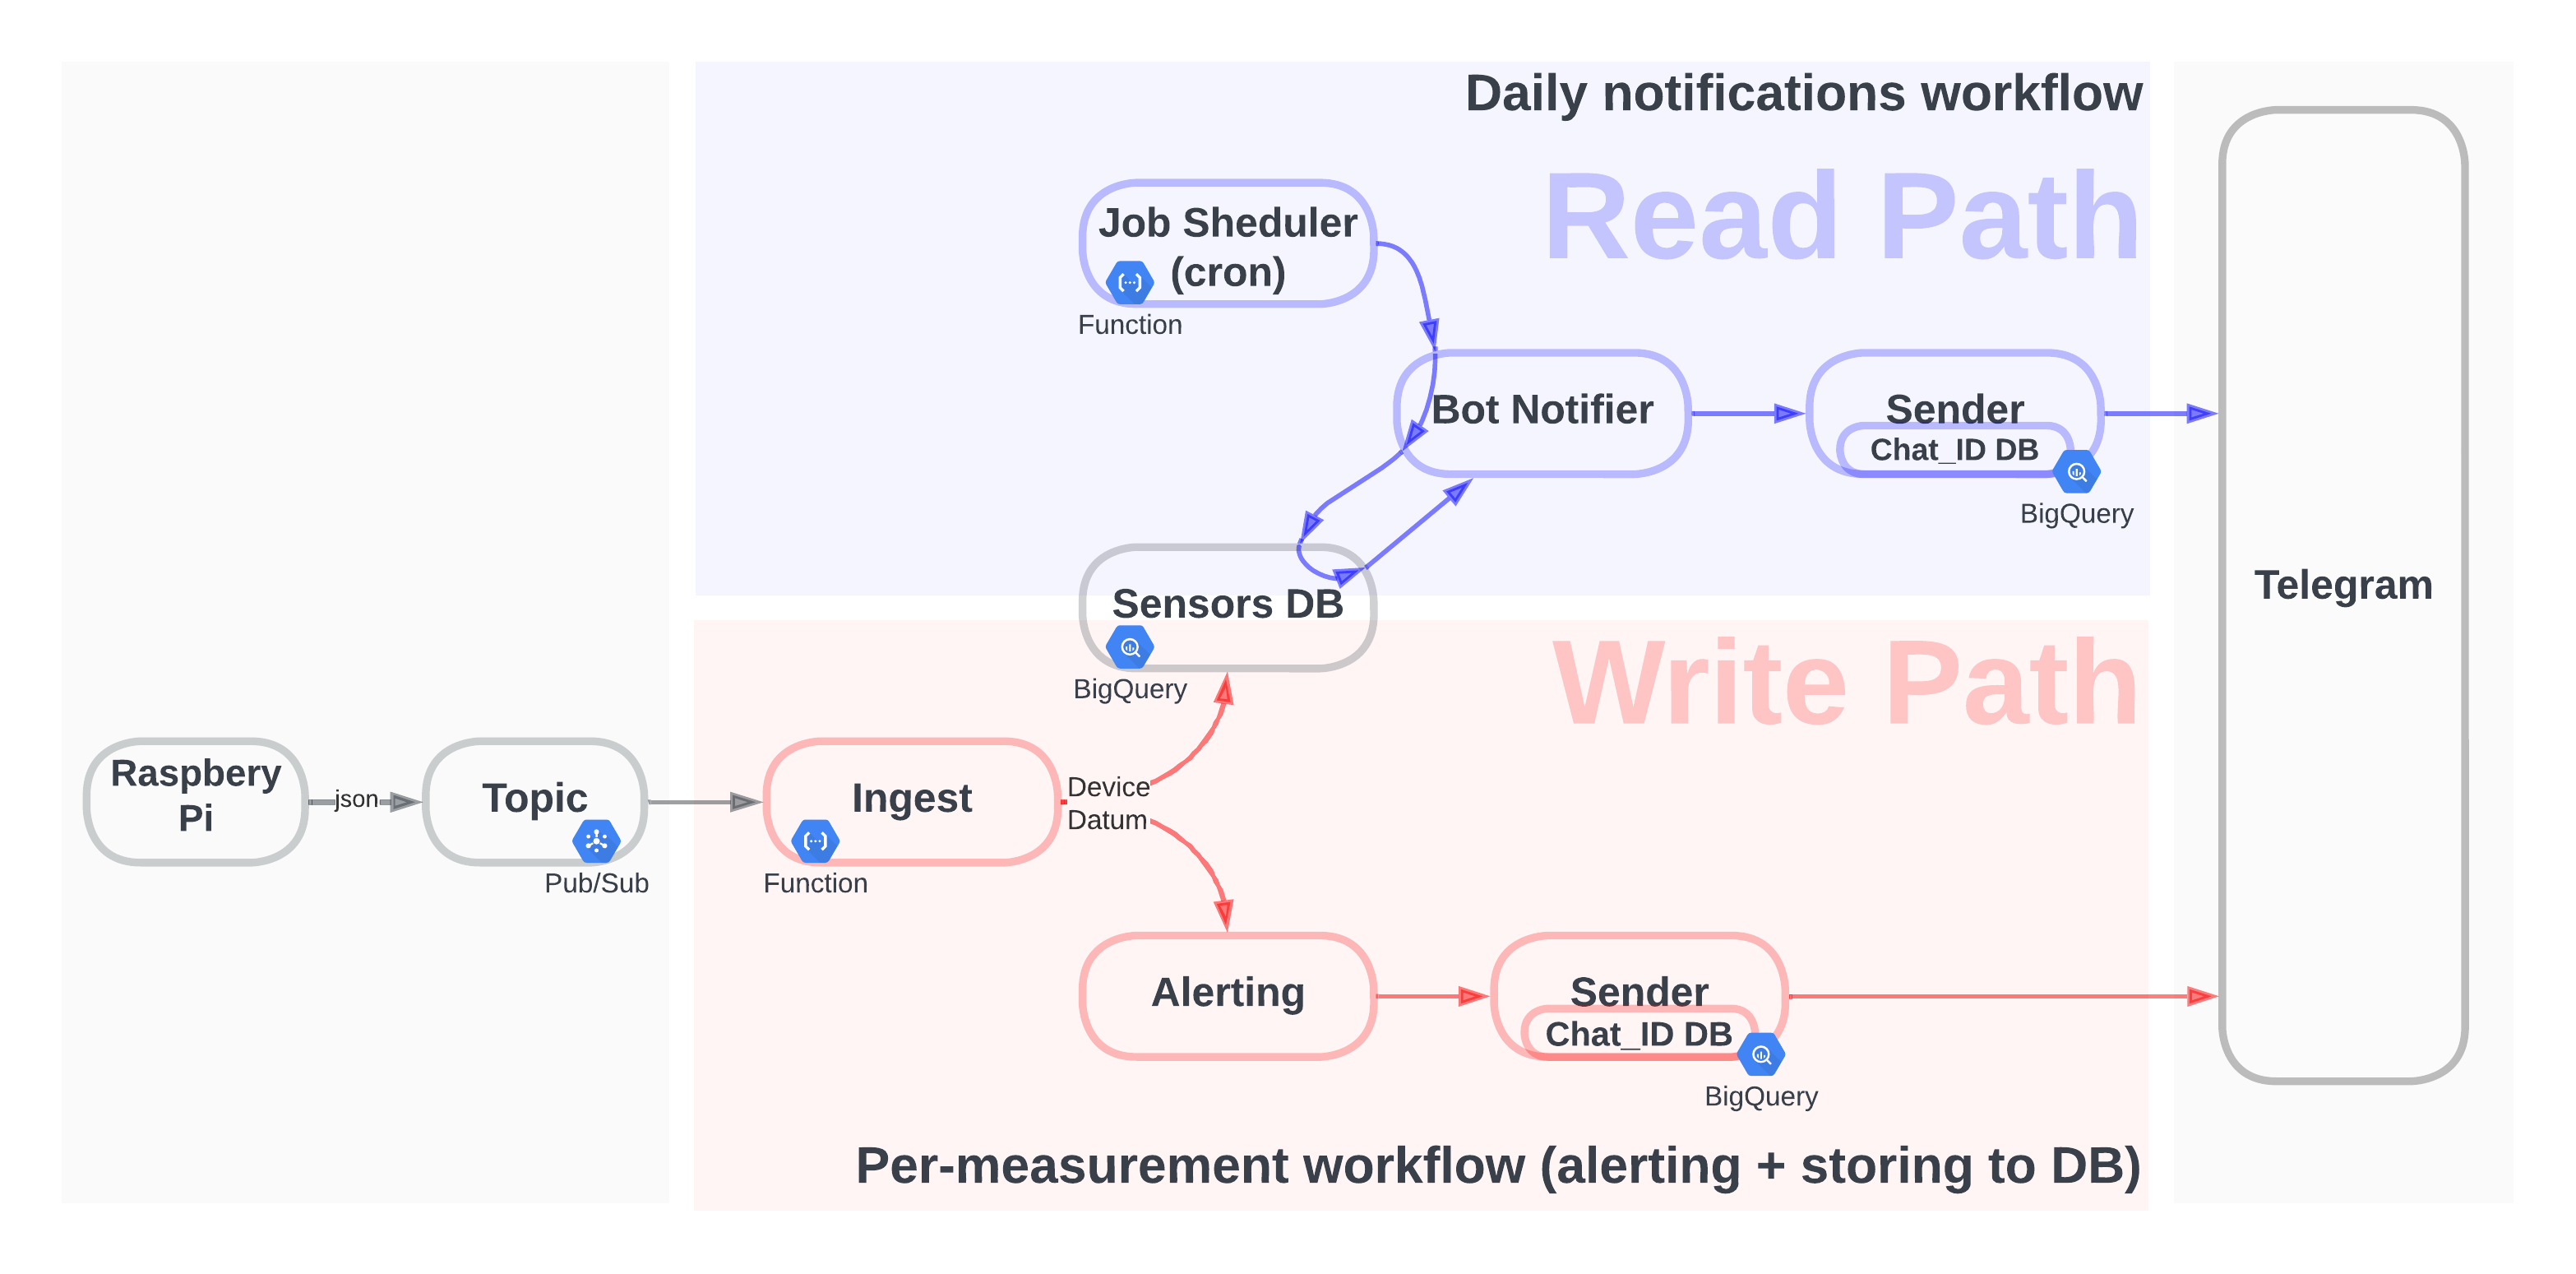 Daily notifications workflow
Read Path
Job Sheduler
(cron)
Function
Bot Notifier
Sender
Chat_ID DB
BigQuery
Sensors DB
BigQuery
Telegram
Write Path
Raspbery
Pi
json
Topic
Pub/Sub
Ingest
Function
Device
Datum
Alerting
Sender
Chat_ID DB
BigQuery
Per-measurement workflow (alerting + storing to DB)